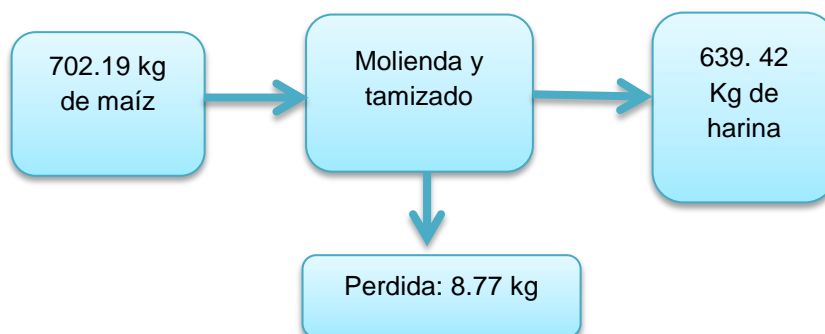 702.19 kg
de maíz
Molienda y
tamizado
639. 42
Kg de
harina
Perdida: 8.77 kg